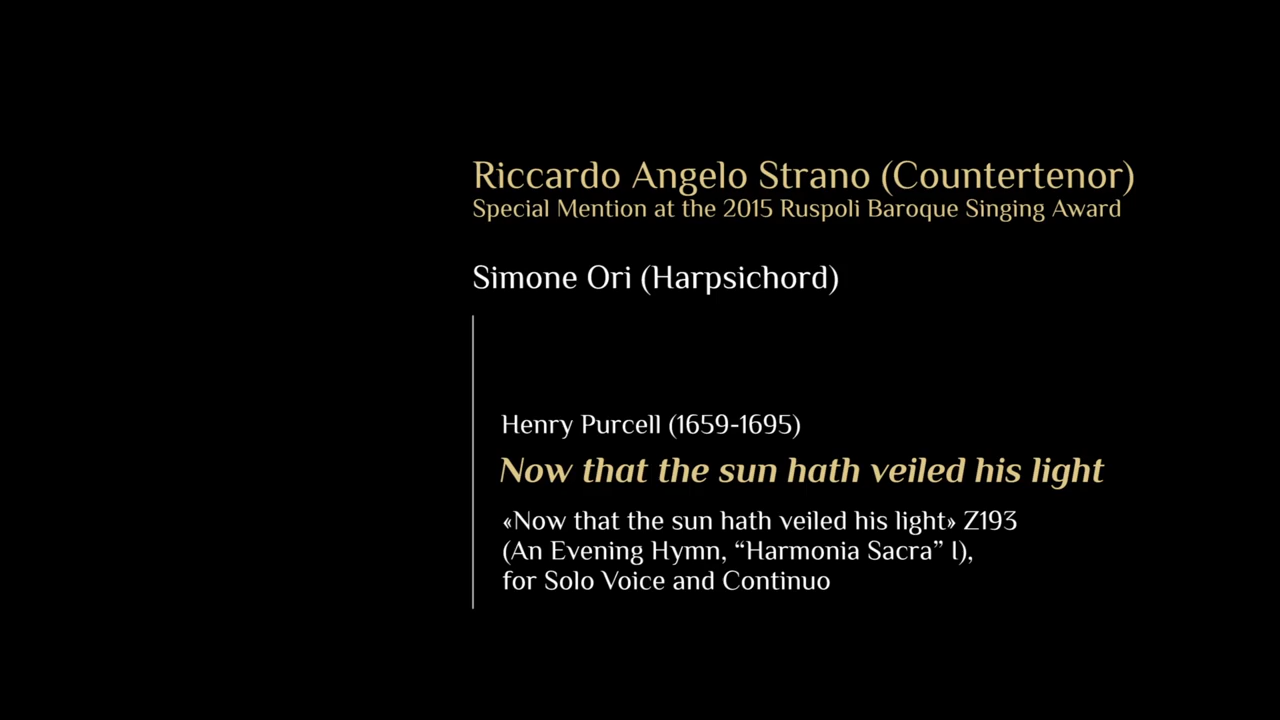 Riccardo Angelo Strano (Countertenor)
Special Mention at the 2015 Ruspoli Baroque Singing Award
Simone Ori (Harpsichord)
Henry Purcell (1659-1695)
Now that the sun hath veiled his light
«Now that the sun hath veiled his light» Z193
(An Evening Hymn, “Harmonia Sacra” I),
for Solo Voice and Continuo